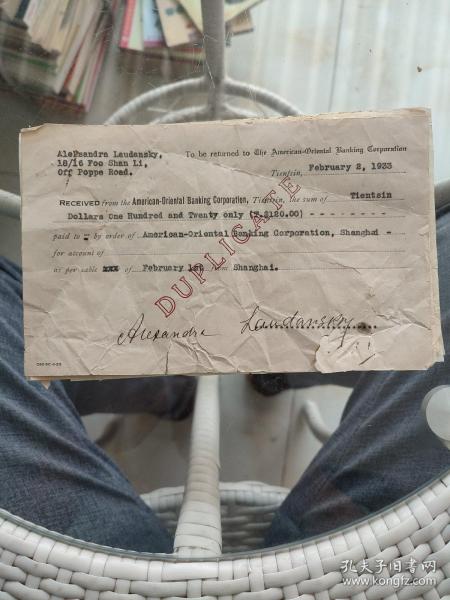 Aleksandra Laudansky,
18/16 Foo Shan Li,
Off Poppe Road.
To be returned to The American-Oriental Banking Corporation
Tientsin, February 2, 1933
RECEIVED from the American-Oriental Banking Corporation, Tientsin, the sum of Tientsin
Dollars One Hundred and Twenty only (T.$120.00) - - - - - - - -
paid to - by order of American-Oriental Banking Corporation, Shanghai -
for account of
as per cable xxx of February 1st from Shanghai.
DUPLICATE
Alexandra Laudansky
孔夫子旧书网
www.kongfz.com